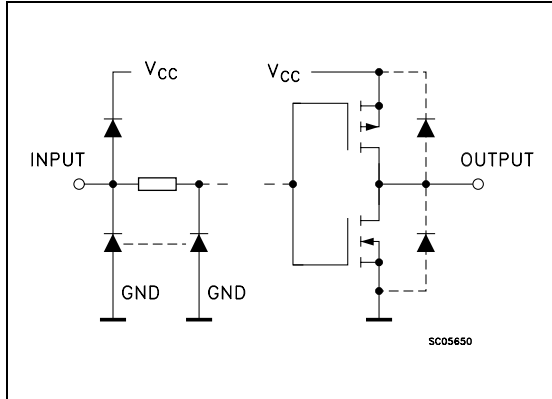 VCC
VCC
INPUT
OUTPUT
GND
GND
SC05650